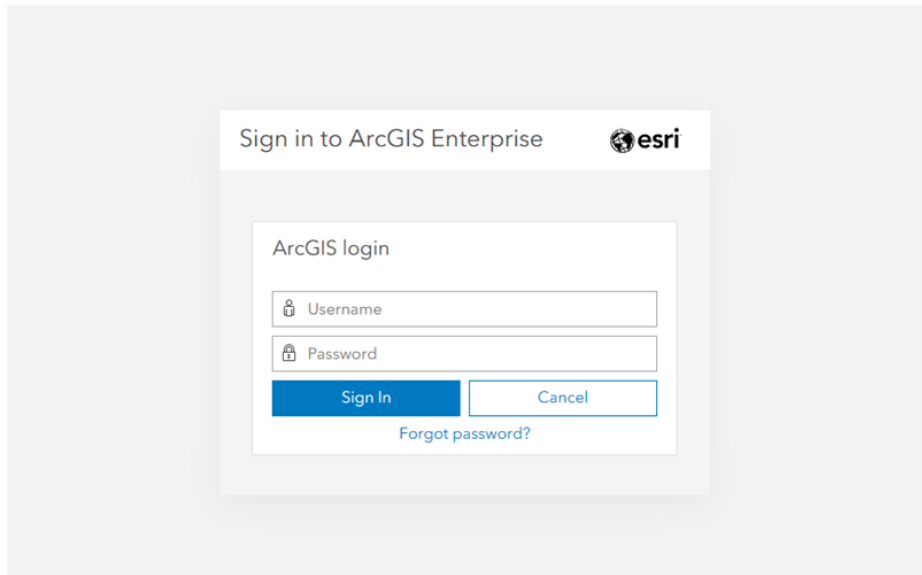 Sign in to ArcGIS Enterprise
esri
ArcGIS login
Username
Password
Sign In
Cancel
Forgot password?